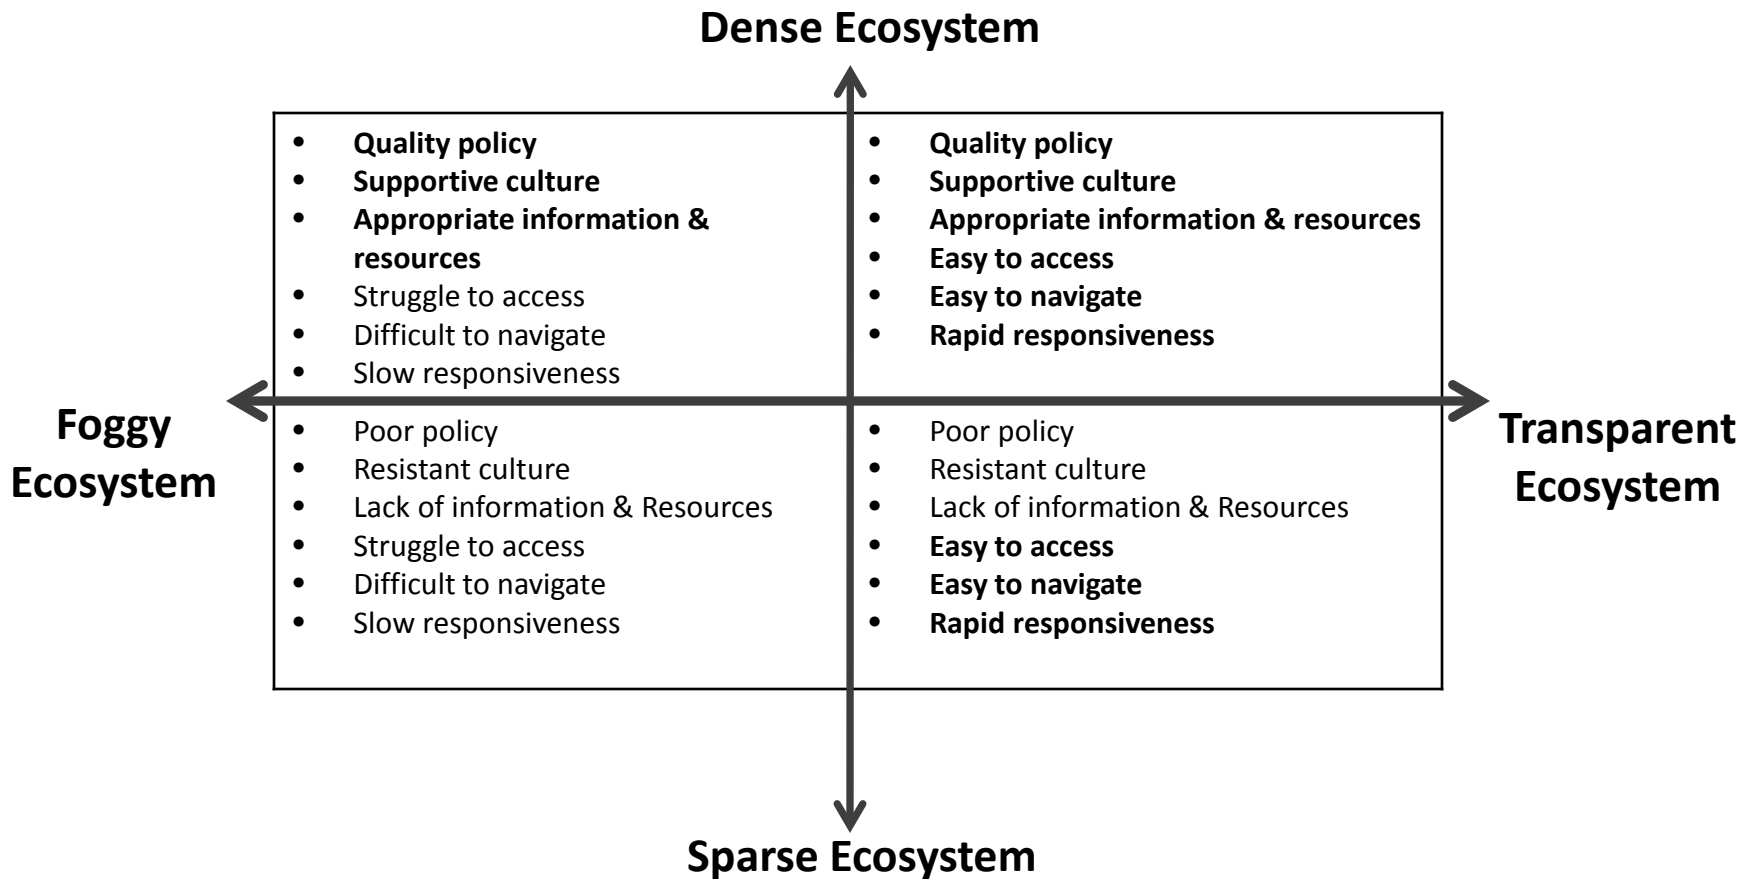 Dense Ecosystem
• Quality policy
• Supportive culture
• Appropriate information &
resources
• Struggle to access
• Difficult to navigate
• Slow responsiveness
• Quality policy
• Supportive culture
• Appropriate information & resources
• Easy to access
• Easy to navigate
• Rapid responsiveness
Foggy
Ecosystem
Transparent
Ecosystem
• Poor policy
• Resistant culture
• Lack of information & Resources
• Struggle to access
• Difficult to navigate
• Slow responsiveness
• Poor policy
• Resistant culture
• Lack of information & Resources
• Easy to access
• Easy to navigate
• Rapid responsiveness
Sparse Ecosystem